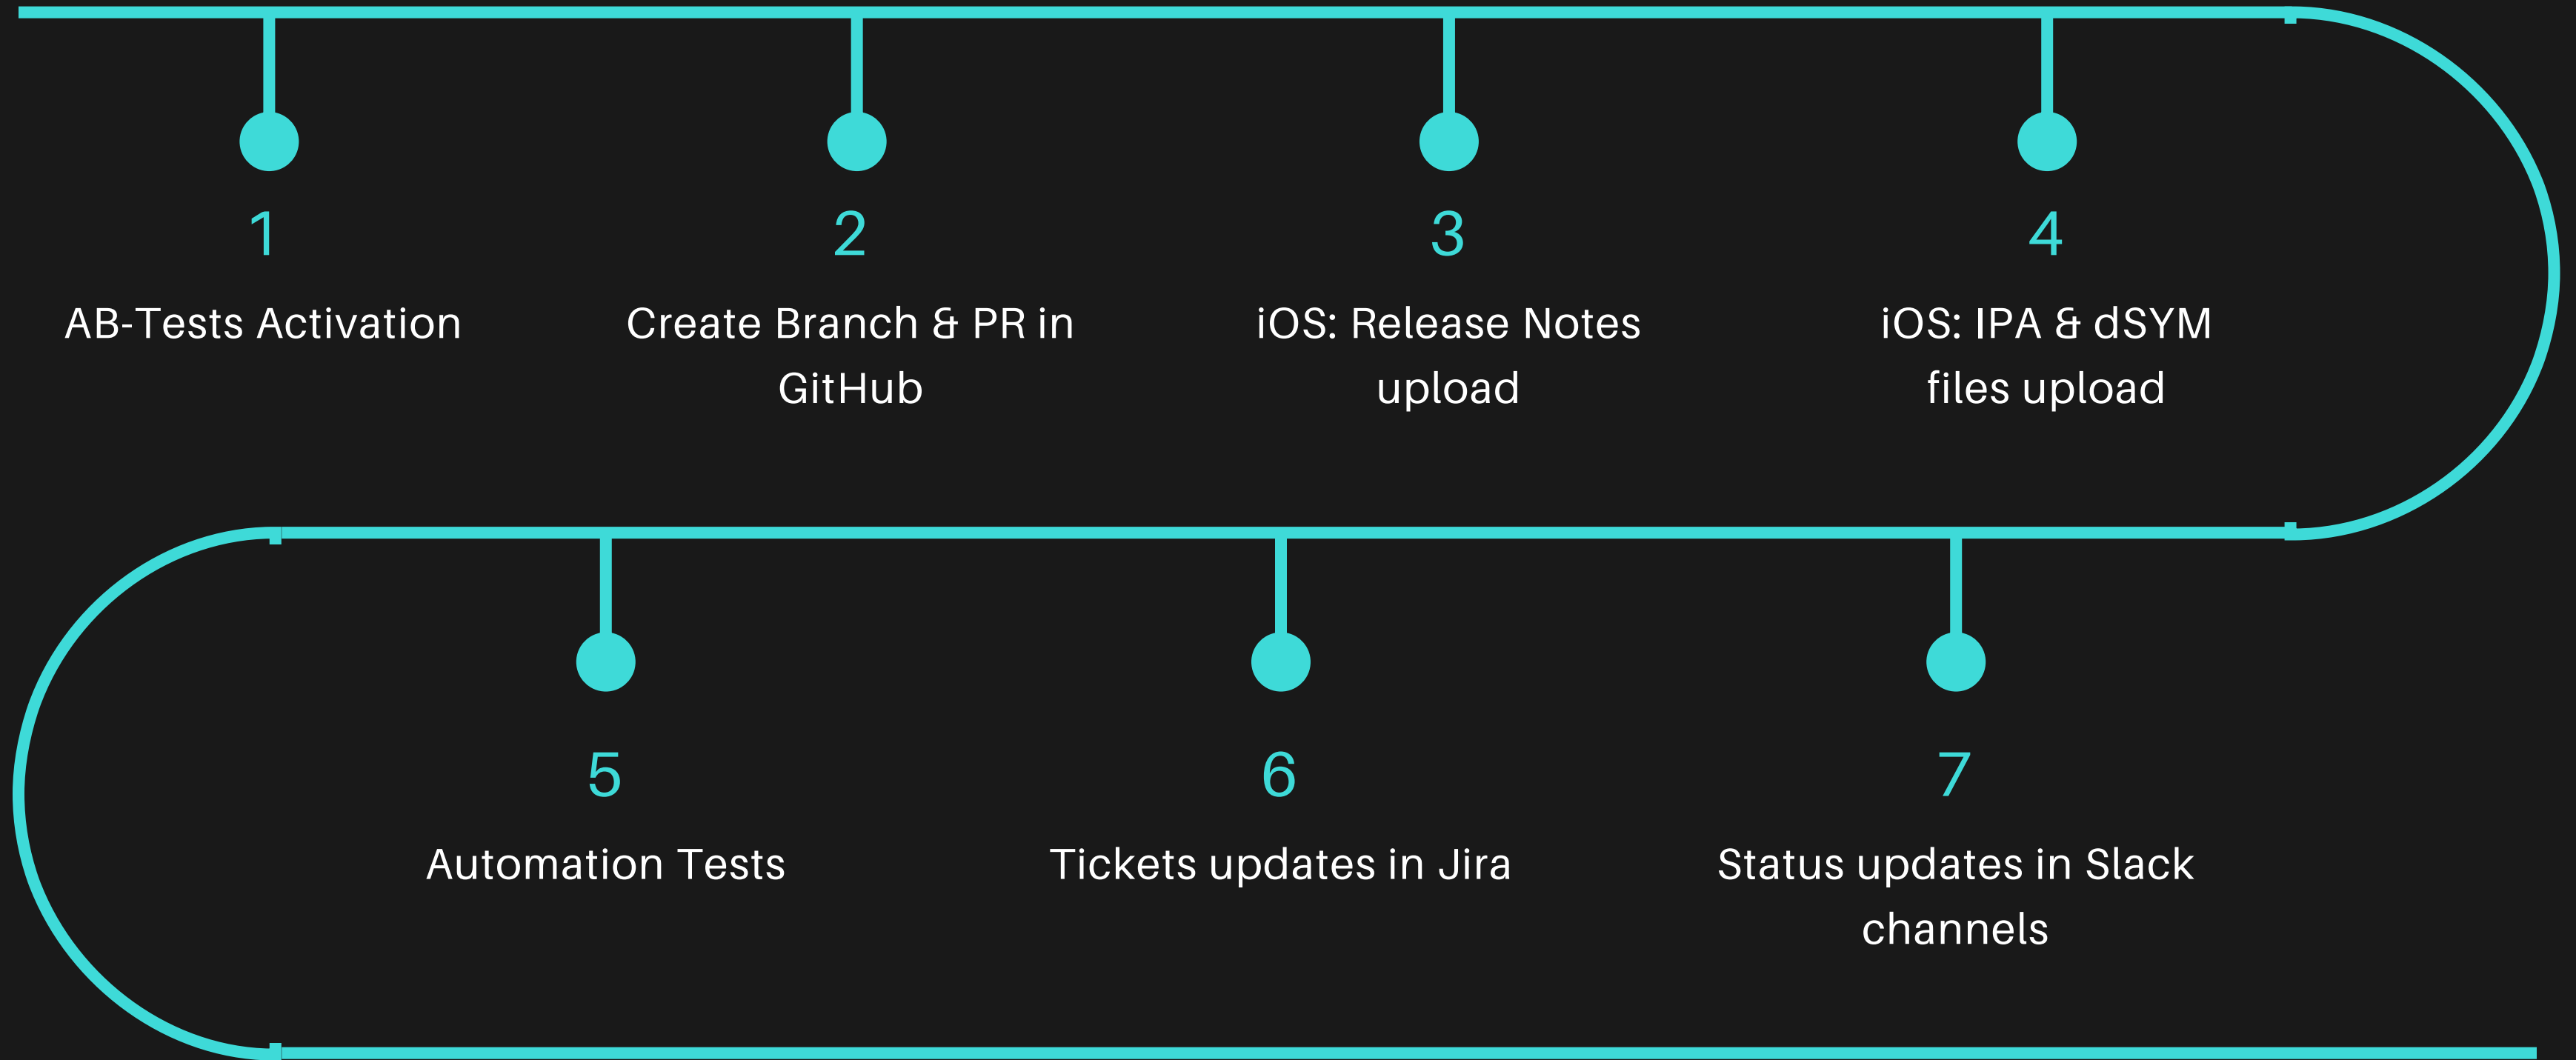 1
AB-Tests Activation
2
Create Branch & PR in
GitHub
3
iOS: Release Notes
upload
4
iOS: IPA & dSYM
files upload
5
Automation Tests
6
Tickets updates in Jira
7
Status updates in Slack
channels